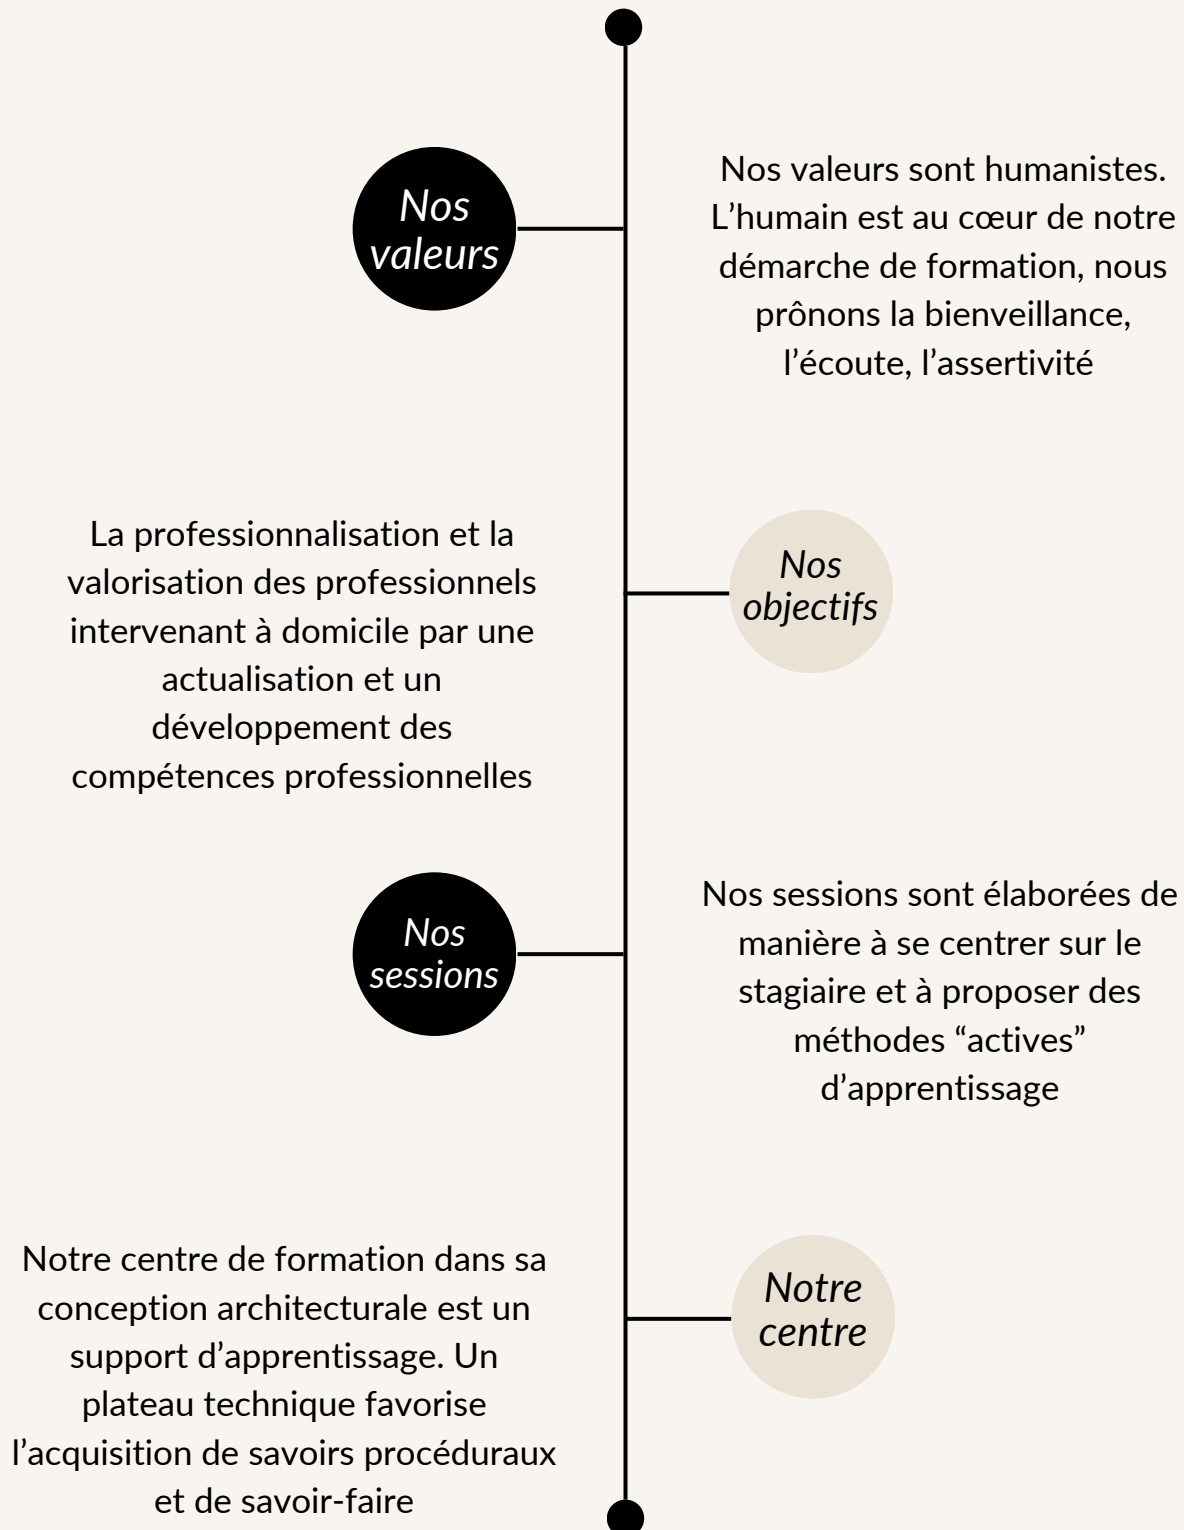 Nos
valeurs
Nos valeurs sont humanistes.
L’humain est au cœur de notre
démarche de formation, nous
prônons la bienveillance,
l’écoute, l’assertivité
Nos
objectifs
La professionnalisation et la
valorisation des professionnels
intervenant à domicile par une
actualisation et un
développement des
compétences professionnelles
Nos
sessions
Nos sessions sont élaborées de
manière à se centrer sur le
stagiaire et à proposer des
méthodes “actives”
d’apprentissage
Notre
centre
Notre centre de formation dans sa
conception architecturale est un
support d’apprentissage. Un
plateau technique favorise
l’acquisition de savoirs procéduraux
et de savoir-faire